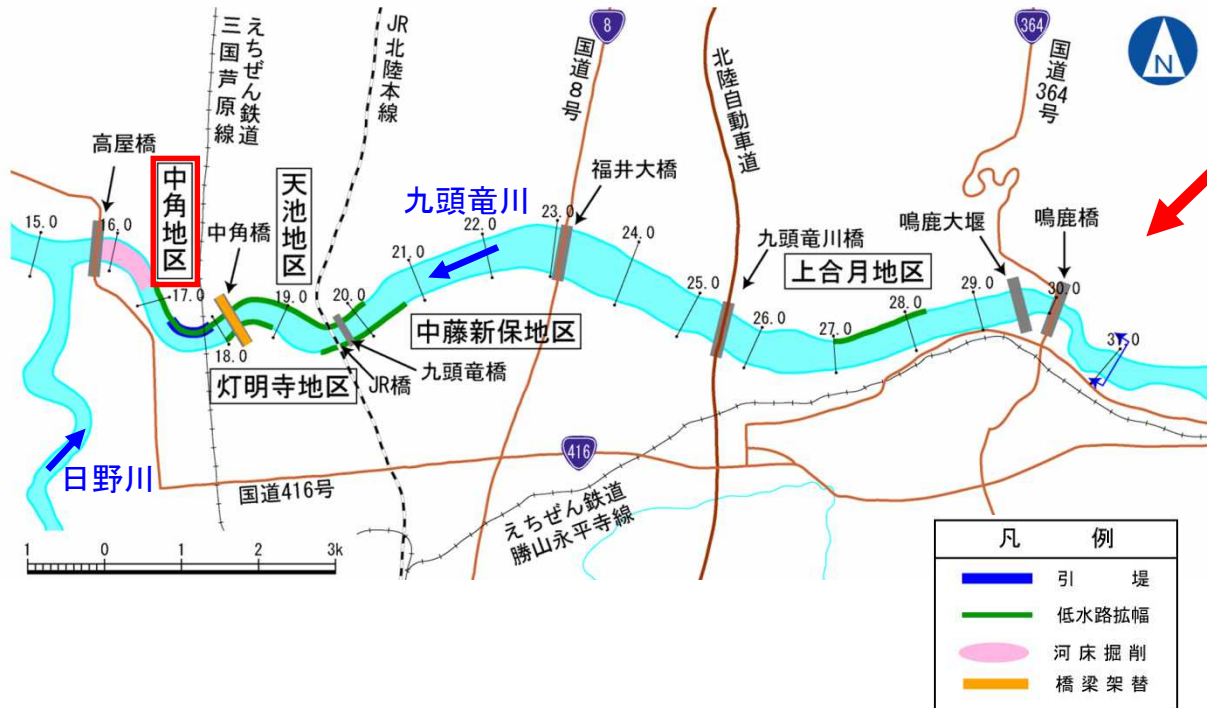 三国芦原線
えちぜん鉄道
JR北陸本線
8
国道8号
北陸自動車道
364
国道364号
N
高屋橋
中角地区
天池地区
中角橋
九頭竜川
福井大橋
九頭竜川橋
鳴鹿大堰
鳴鹿橋
上合月地区
15.0
16.0
17.0
18.0
19.0
20.0
21.0
22.0
23.0
24.0
25.0
26.0
27.0
28.0
29.0
30.0
中藤新保地区
九頭竜橋
JR橋
灯明寺地区
日野川
国道416号
416
えちぜん鉄道
勝山永平寺線
1 0 1 2 3k
凡 例
引 堤
低水路拡幅
河床掘削
橋梁架替